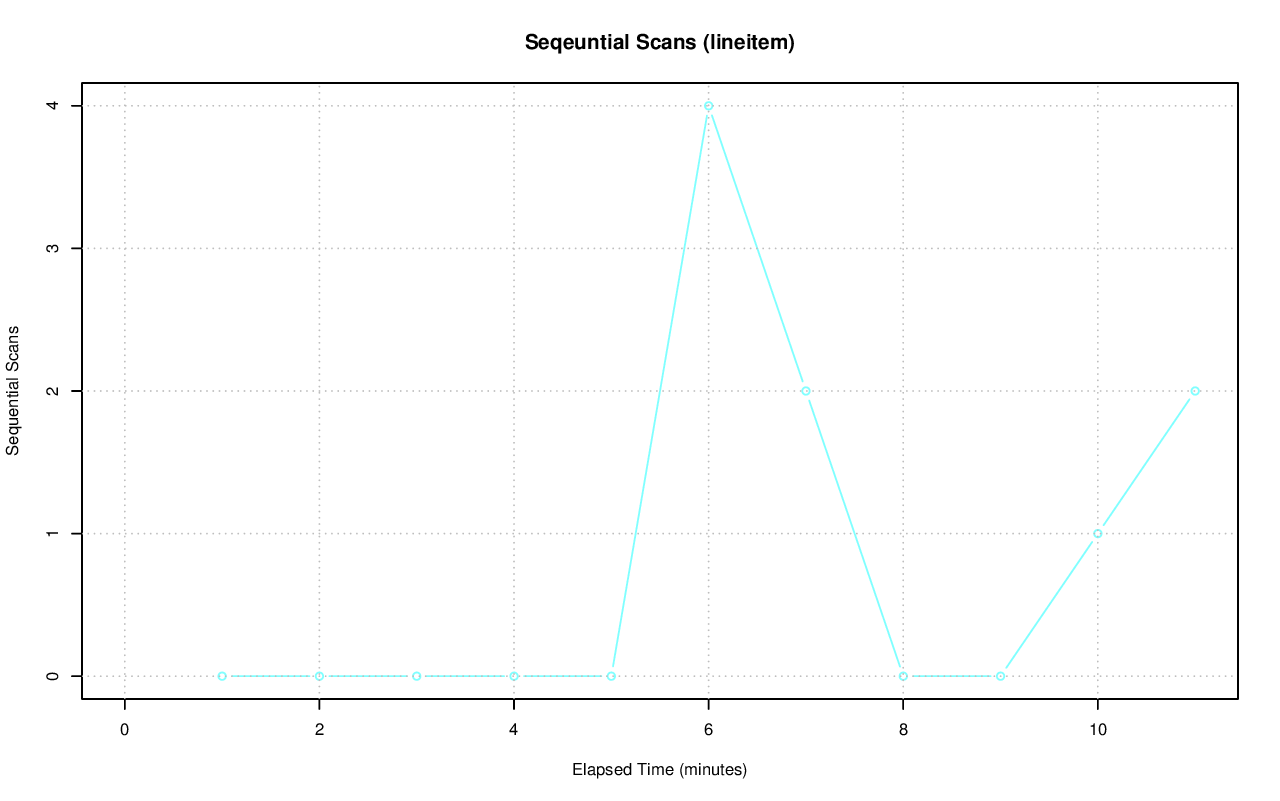 Seqeuntial Scans (lineitem)
Sequential Scans
4
3
2
1
0
0 2 4 6 8 10
Elapsed Time (minutes)